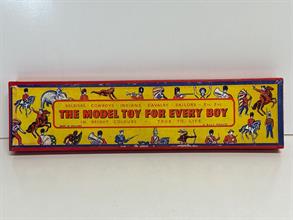 SOLDIERS · COWBOYS · INDIANS · CAVALRY · SAILORS · Etc. Etc.
THE MODEL TOY FOR EVERY BOY
IN BRIGHT COLOURS - TRUE TO LIFE